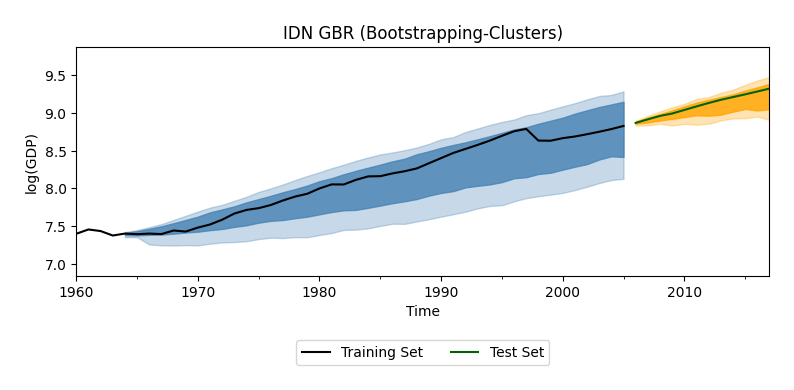 IDN GBR (Bootstrapping-Clusters)
9.5
9.0
8.5
8.0
7.5
7.0
log(GDP)
1960 1970 1980 1990 2000 2010
Time
Training Set Test Set